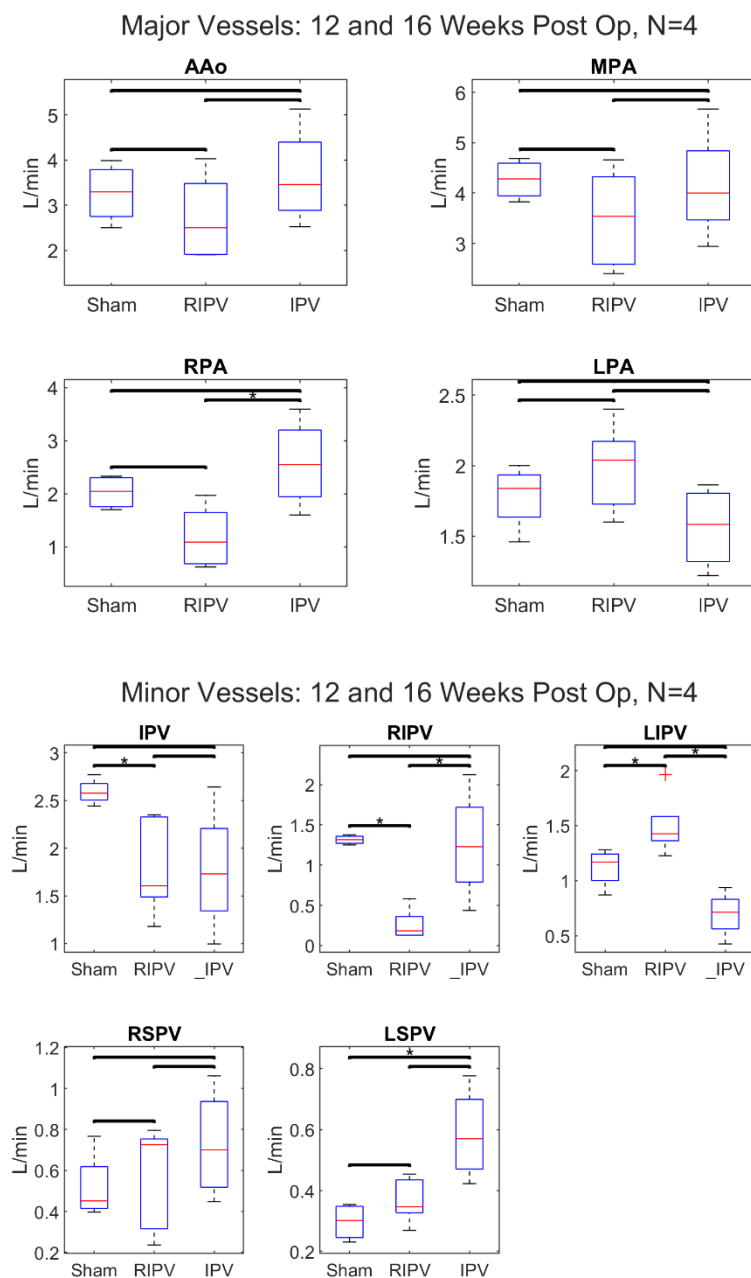 Major Vessels: 12 and 16 Weeks Post Op, N=4
AAo
L/min
5
4
3
2
Sham RIPV IPV
MPA
L/min
6
5
4
3
Sham RIPV IPV
RPA
L/min
4
3
2
1
*
Sham RIPV IPV
LPA
L/min
2.5
2
1.5
Sham RIPV IPV
Minor Vessels: 12 and 16 Weeks Post Op, N=4
IPV
L/min
3
2.5
2
1.5
1
*
Sham RIPV _IPV
RIPV
L/min
2
1.5
1
0.5
0
* *
Sham RIPV _IPV
LIPV
L/min
2
1.5
1
0.5
* *
Sham RIPV _IPV
RSPV
L/min
1.2
1
0.8
0.6
0.4
0.2
Sham RIPV IPV
LSPV
L/min
0.8
0.6
0.4
0.2
*
Sham RIPV IPV